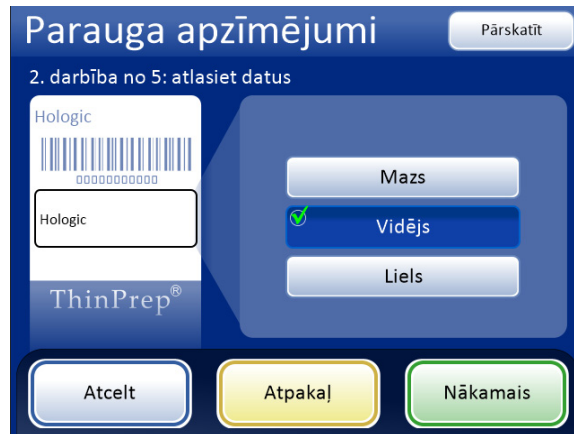 Parauga apzīmējumi
Pārskatīt
2. darbība no 5: atlasiet datus
Hologic
00000000000
Hologic
ThinPrep®
Mazs
Vidējs
Liels
Atcelt
Atpakaļ
Nākamais